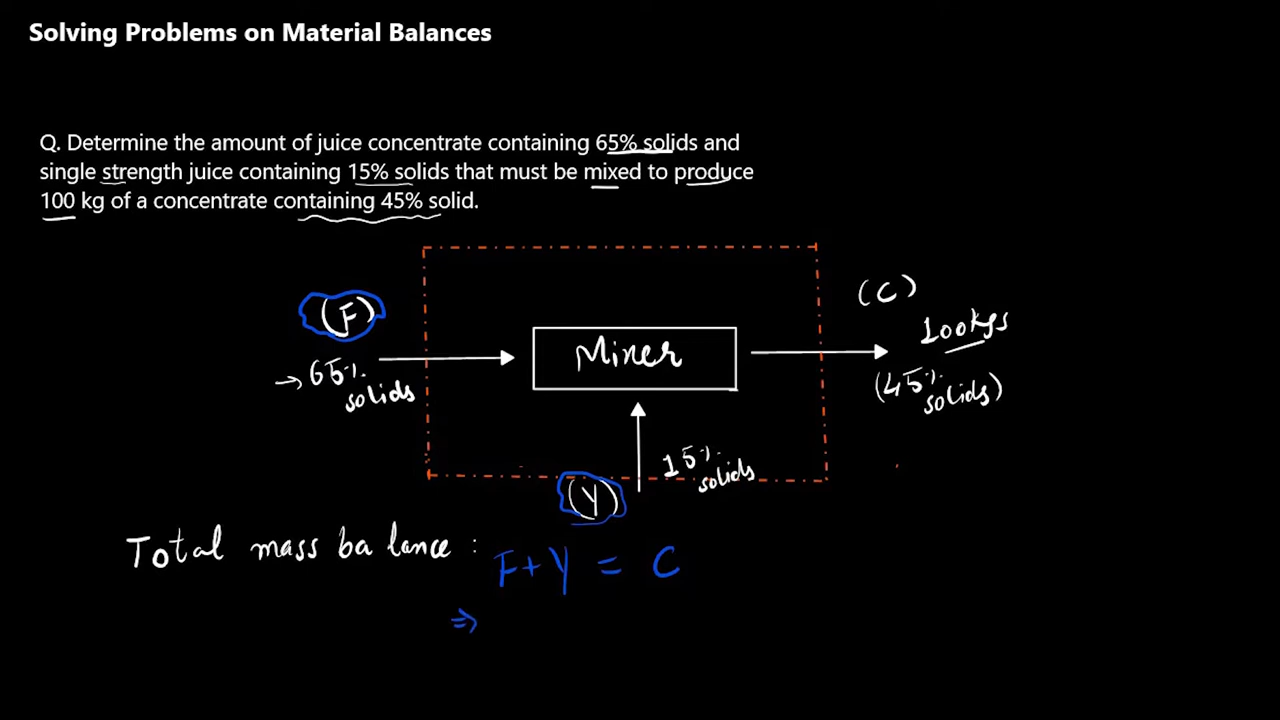 Solving Problems on Material Balances
Q. Determine the amount of juice concentrate containing 65% solids and
single strength juice containing 15% solids that must be mixed to produce
100 kg of a concentrate containing 45% solid.
(F)
→ 65% solids
Mixer
(C)
100kgs
(45% solids)
15% solids
(Y)
Total mass balance : F+Y = C
⇒